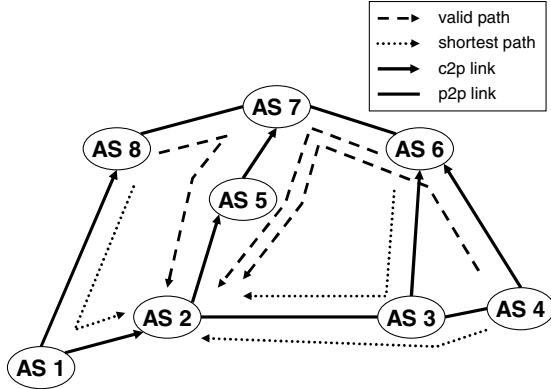 valid path
shortest path
c2p link
p2p link
AS 7
AS 8
AS 6
AS 5
AS 2
AS 3
AS 4
AS 1